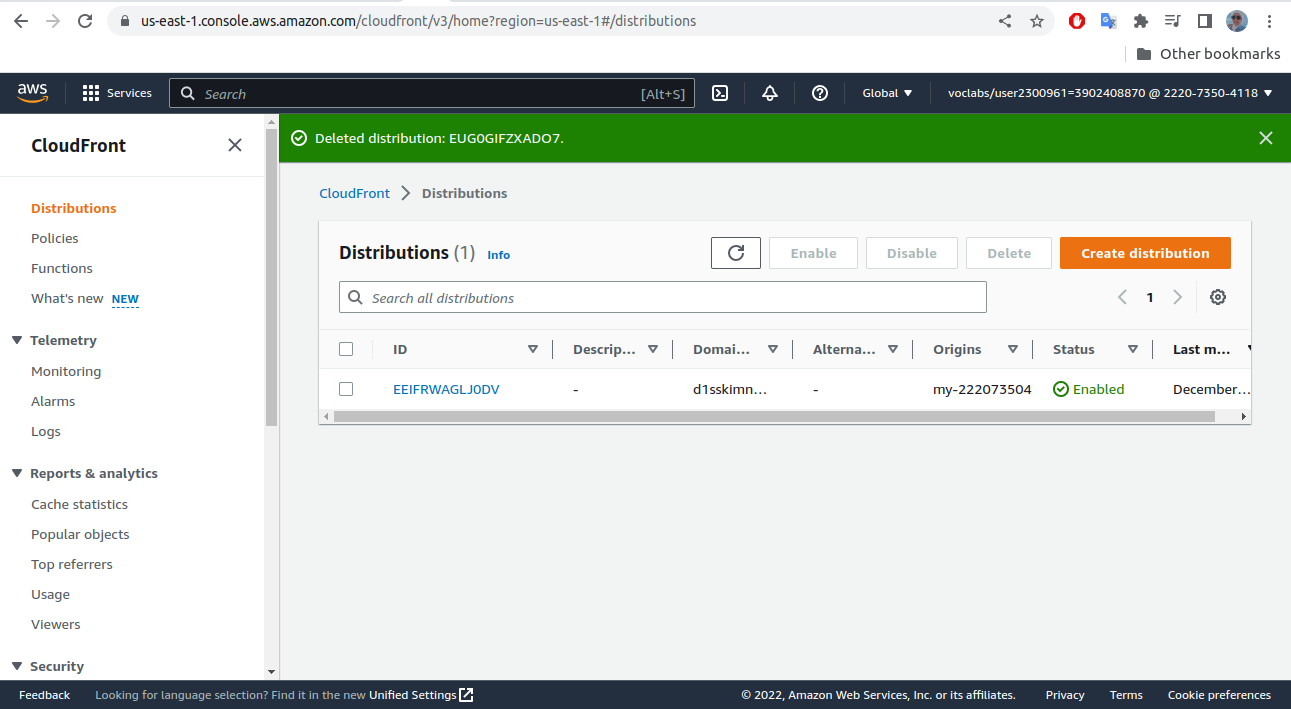 us-east-1.console.aws.amazon.com/cloudfront/v3/home?region=us-east-1#/distributions
Other bookmarks
aws
Services
Search
[Alt+S]
Global
voclabs/user2300961=3902408870 @ 2220-7350-4118
CloudFront
Distributions
Policies
Functions
What's new NEW
Telemetry
Monitoring
Alarms
Logs
Reports & analytics
Cache statistics
Popular objects
Top referrers
Usage
Viewers
Security
Deleted distribution: EUG0GIFZXADO7.
CloudFront > Distributions
Distributions (1) Info
Enable
Disable
Delete
Create distribution
Search all distributions
1
ID Descrip... Domai... Alterna... Origins Status Last m...
EEIFRWAGLJ0DV - d1sskimn... - my-222073504 Enabled December...
Feedback
Looking for language selection? Find it in the new Unified Settings
© 2022, Amazon Web Services, Inc. or its affiliates.
Privacy
Terms
Cookie preferences